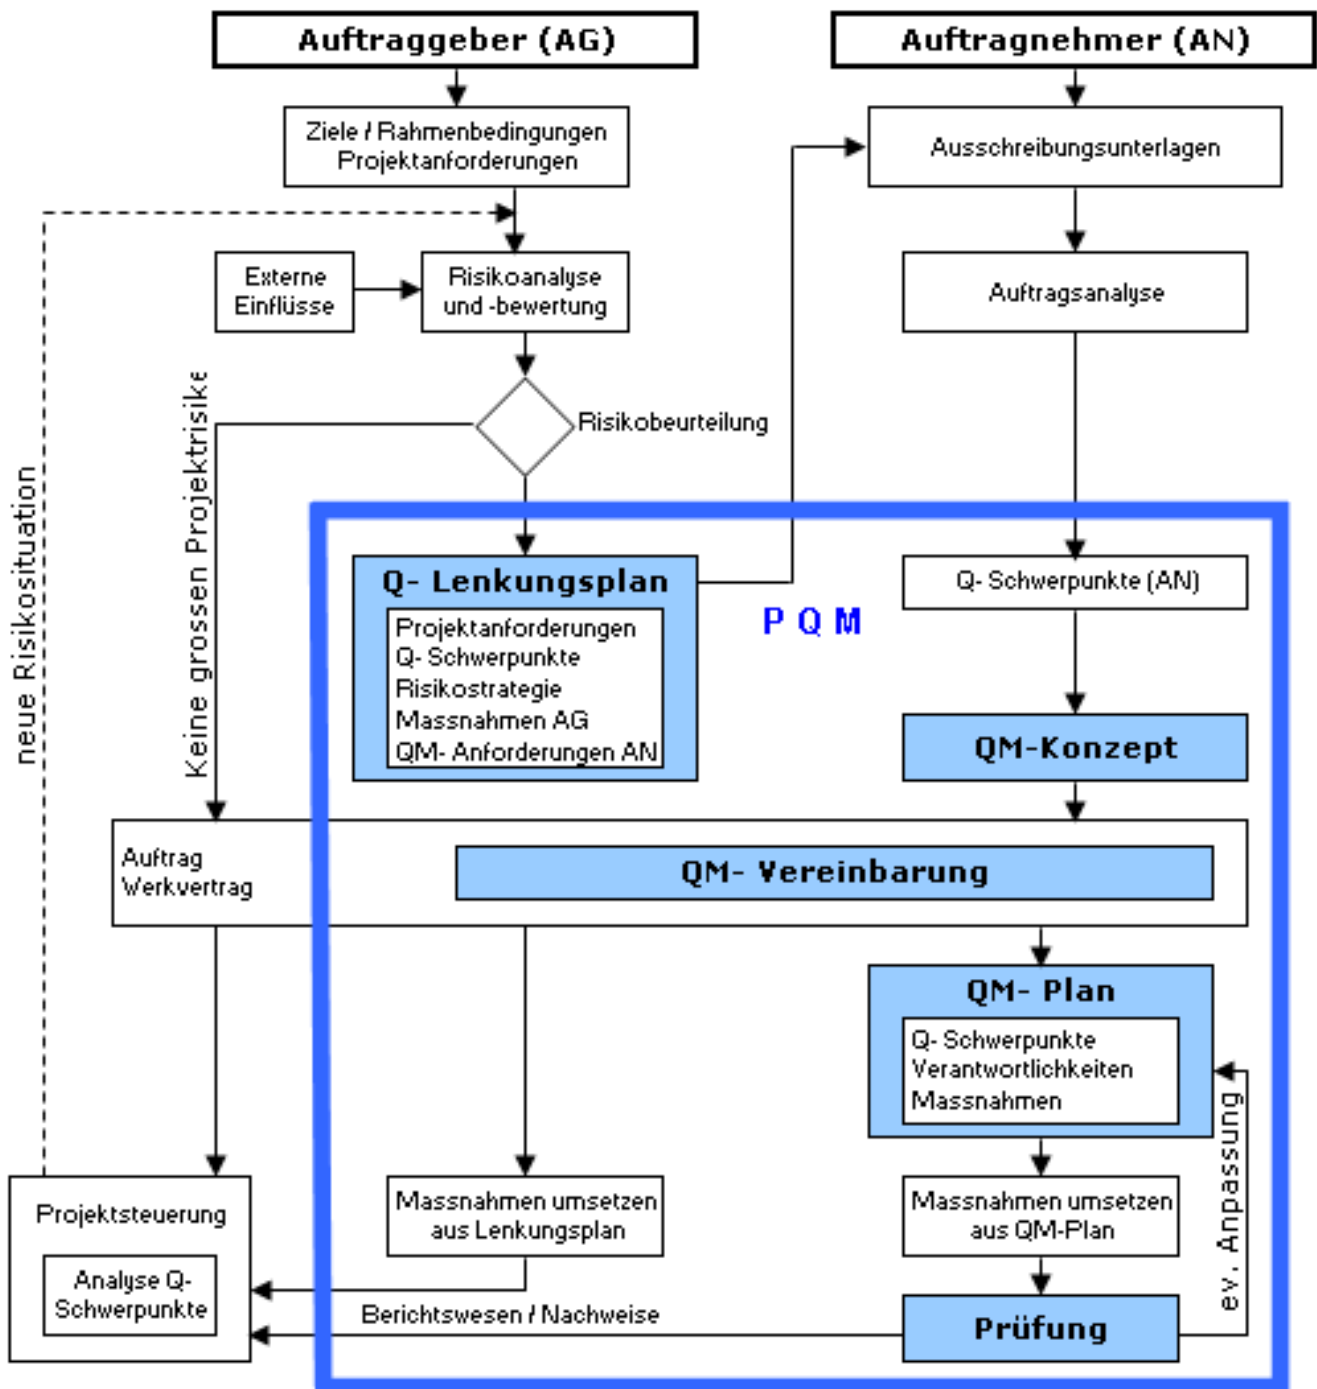 Auftraggeber (AG)
Auftragnehmer (AN)
Ziele / Rahmenbedingungen
Projektanforderungen
Ausschreibungsunterlagen
Externe
Einflüsse
Risikoanalyse
und -bewertung
Auftragsanalyse
Risikobeurteilung
Keine grossen Projektrisike
neue Risikosituation
Q- Lenkungsplan
Projektanforderungen
Q- Schwerpunkte
Risikostrategie
Massnahmen AG
QM- Anforderungen AN
P Q M
Q- Schwerpunkte (AN)
QM-Konzept
Auftrag
Werkvertrag
QM- Vereinbarung
QM- Plan
Q- Schwerpunkte
Verantwortlichkeiten
Massnahmen
ev. Anpassung
Projektsteuerung
Analyse Q-
Schwerpunkte
Massnahmen umsetzen
aus Lenkungsplan
Massnahmen umsetzen
aus QM-Plan
Berichtswesen / Nachweise
Prüfung